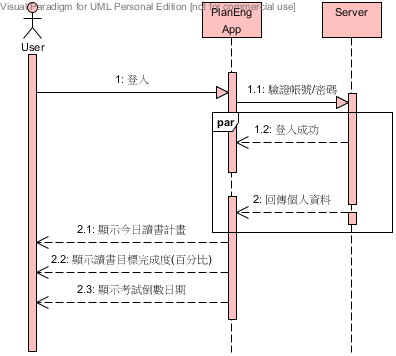 Visual Paradigm for UML Personal Edition [not for commercial use]
User
PlanEng
App
Server
1: 登入
1.1: 驗證帳號/密碼
par
1.2: 登入成功
2: 回傳個人資料
2.1: 顯示今日讀書計畫
2.2: 顯示讀書目標完成度(百分比)
2.3: 顯示考試倒數日期